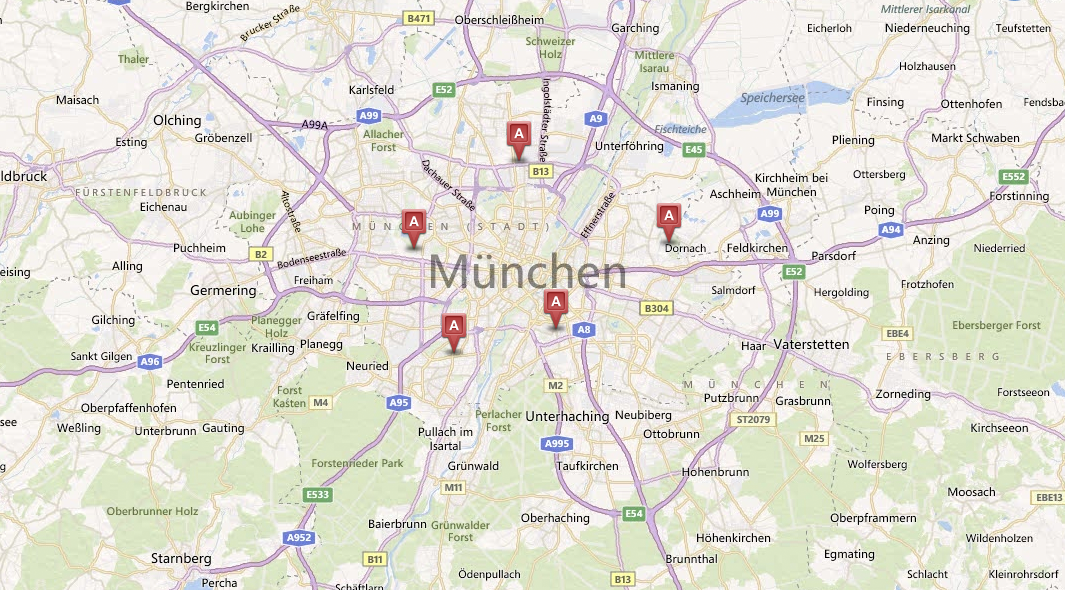 Bergkirchen
Brucker Straße
B471
Oberschleißheim
Mittlerer Isarkanal
Garching
Eicherloh
Niederneuching
Teufstetten
Thaler
Schweizer
Holz
Mittlere
Isarau
Holzhausen
Maisach
Karlsfeld
E52
Ismaning
Speichersee
Finsing
Ottenhofen
Fendsba
Olching
A99A
A99
A
Ingolstädter Straße
A9
Esting
Gröbenzell
Allacher
Forst
Fischteiche
Unterföhring
E45
Pliening
Markt Schwaben
ldbruck
B13
Dachauer Straße
Kirchheim bei
München
Ottersberg
E552
FÜRSTENFELDBRUCK
Altostraße
Effnerstraße
Aschheim
Forstinning
Eichenau
Aubinger
Lohe
A
MÜNCHEN (STADT)
A
A99
Poing
A94
Anzing
Puchheim
B2
Bodenseestraße
Dornach
Feldkirchen
Parsdorf
Niederried
eising
Alling
München
E52
Germering
Freiham
Salmdorf
Hergolding
Frotzhofen
Gilching
Gräfelfing
A
B304
E54
Planegger
Holz
A
A8
EBE4
Ebersberger Forst
Sankt Gilgen
A96
Kreuzlinger
Forst
Krailling
Planegg
Haar
Vaterstetten
EBERSBERG
Neuried
Pentenried
Forst
Kasten
M4
A95
M2
MÜNCHEN
Putzbrunn
Grasbrunn
Zorneding
Forstseeon
Oberpfaffenhofen
see
Weßling
Unterbrunn
Gauting
Perlacher
Forst
Unterhaching
Neubiberg
ST2079
Kirchseeon
Pullach im
Isartal
A995
Ottobrunn
M25
Forstenrieder Park
Grünwald
Taufkirchen
Hohenbrunn
Wolfersberg
E533
M11
Moosach
EBE13
Oberbrunner Holz
Baierbrunn
Grünwalder
Forst
Oberhaching
E54
Oberpframmern
A952
Höhenkirchen
Wildenholzen
Starnberg
B11
Brunnthal
Egmating
Percha
Schäftlarn
Ödenpullach
B13
Schlacht
Kleinrohrsdorf